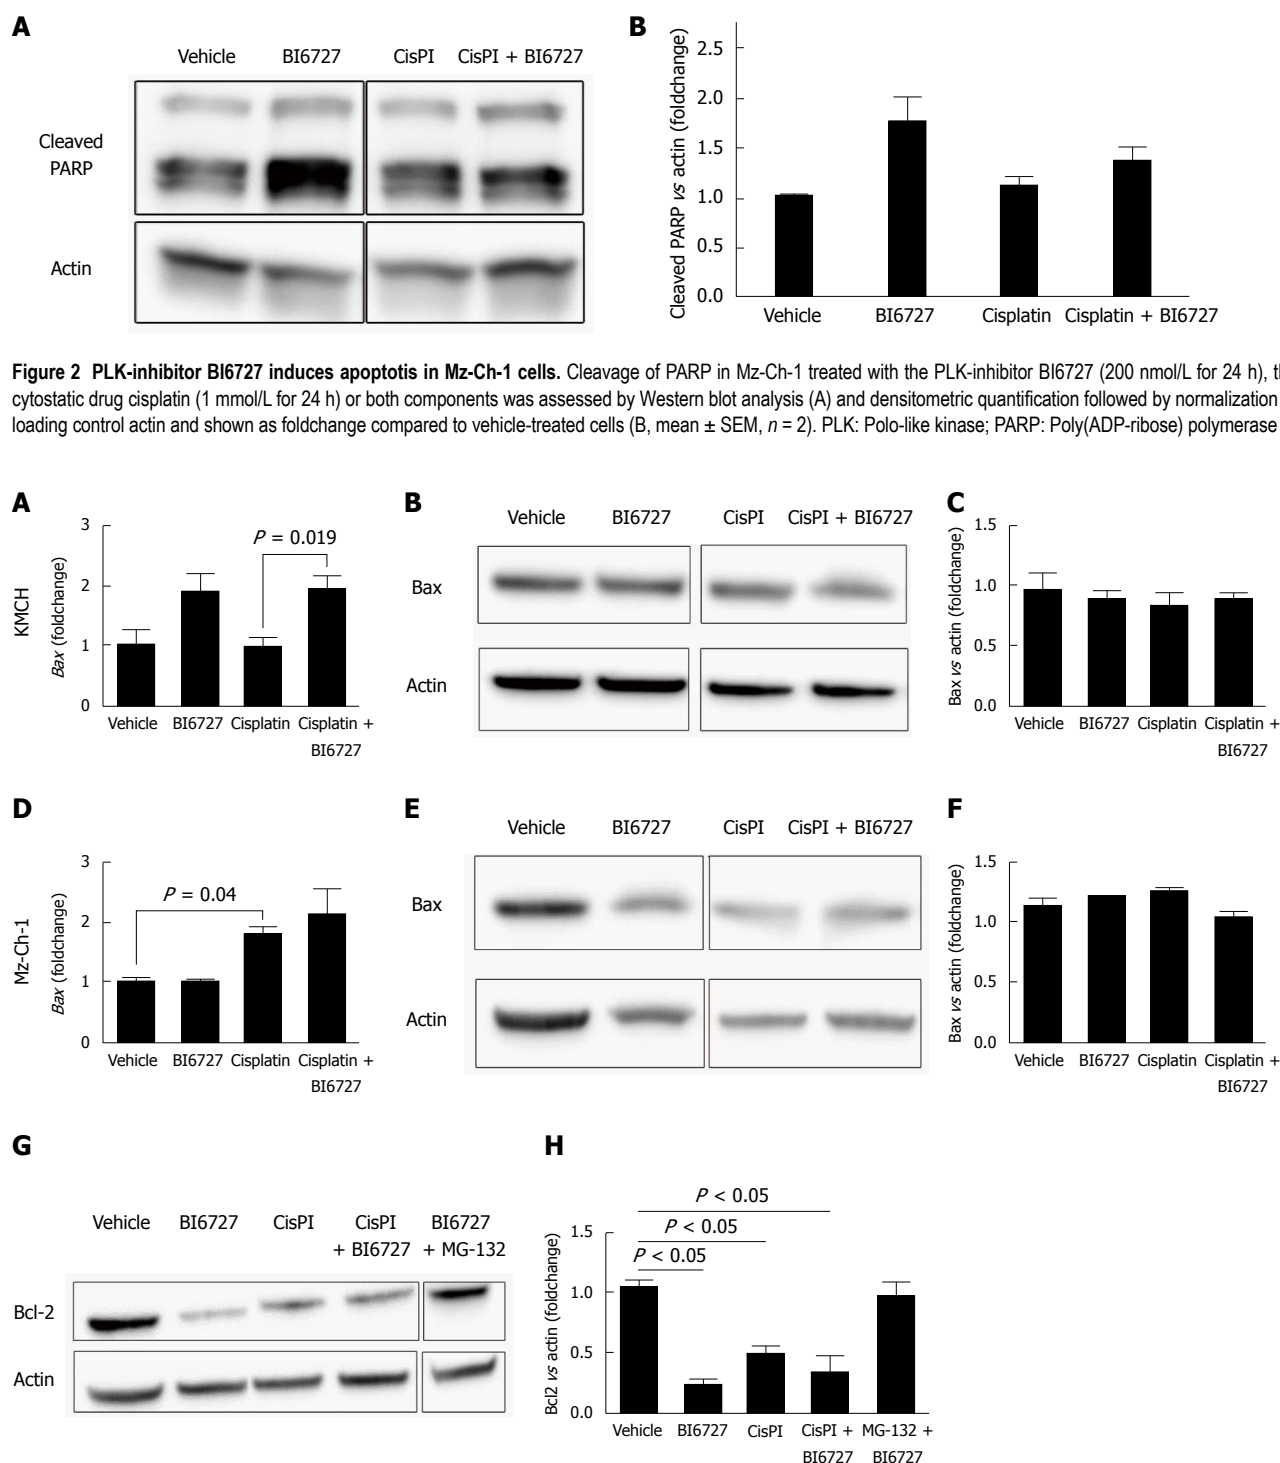 A
B
Vehicle BI6727 CisPI CisPI + BI6727
Cleaved
PARP
Actin
Cleaved PARP vs actin (foldchange)
2.5
2.0
1.5
1.0
0.5
0.0
Vehicle BI6727 Cisplatin Cisplatin + BI6727
Figure 2 PLK-inhibitor BI6727 induces apoptotis in Mz-Ch-1 cells. Cleavage of PARP in Mz-Ch-1 treated with the PLK-inhibitor BI6727 (200 nmol/L for 24 h),
cytostatic drug cisplatin (1 mmol/L for 24 h) or both components was assessed by Western blot analysis (A) and densitometric quantification followed by normalization
loading control actin and shown as foldchange compared to vehicle-treated cells (B, mean ± SEM, n = 2). PLK: Polo-like kinase; PARP: Poly(ADP-ribose) polymerase
A
KMCH
Bax (foldchange)
3
2
1
0
P = 0.019
Vehicle BI6727 Cisplatin Cisplatin +
BI6727
B
Vehicle BI6727 CisPI CisPI + BI6727
Bax
Actin
C
Bax vs actin (foldchange)
1.5
1.0
0.5
0.0
Vehicle BI6727 Cisplatin Cisplatin +
BI6727
D
Mz-Ch-1
Bax (foldchange)
3
2
1
0
P = 0.04
Vehicle BI6727 Cisplatin Cisplatin +
BI6727
E
Vehicle BI6727 CisPI CisPI + BI6727
Bax
Actin
F
Bax vs actin (foldchange)
1.5
1.0
0.5
0.0
Vehicle BI6727 Cisplatin Cisplatin +
BI6727
G
Vehicle BI6727 CisPI CisPI BI6727
+ BI6727 + MG-132
Bcl-2
Actin
H
Bcl2 vs actin (foldchange)
1.5
1.0
0.5
0.0
P < 0.05
P < 0.05
P < 0.05
Vehicle BI6727 CisPI CisPI + MG-132 +
BI6727 BI6727